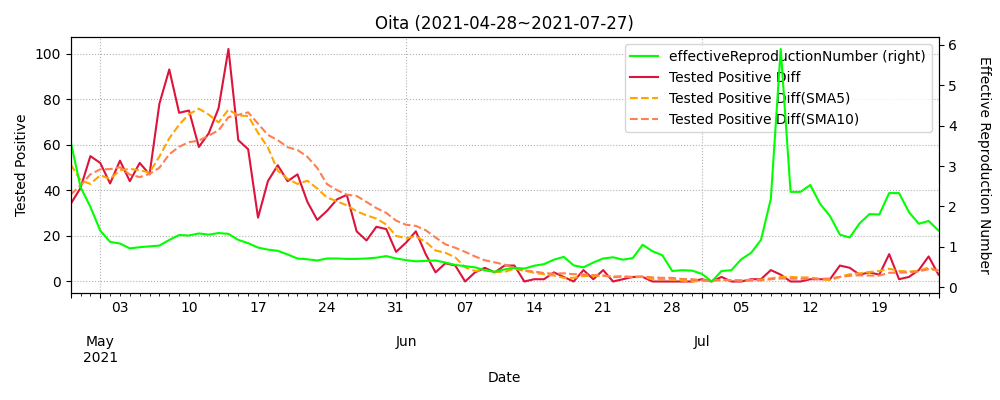 Oita (2021-04-28~2021-07-27)
effectiveReproductionNumber (right)
Tested Positive Diff
Tested Positive Diff(SMA5)
Tested Positive Diff(SMA10)
Tested Positive
100
80
60
40
20
0
Effective Reproduction Number
6
5
4
3
2
1
0
03 10 17 24 31 07 14 21 28 05 12 19
May Jun Jul
2021
Date